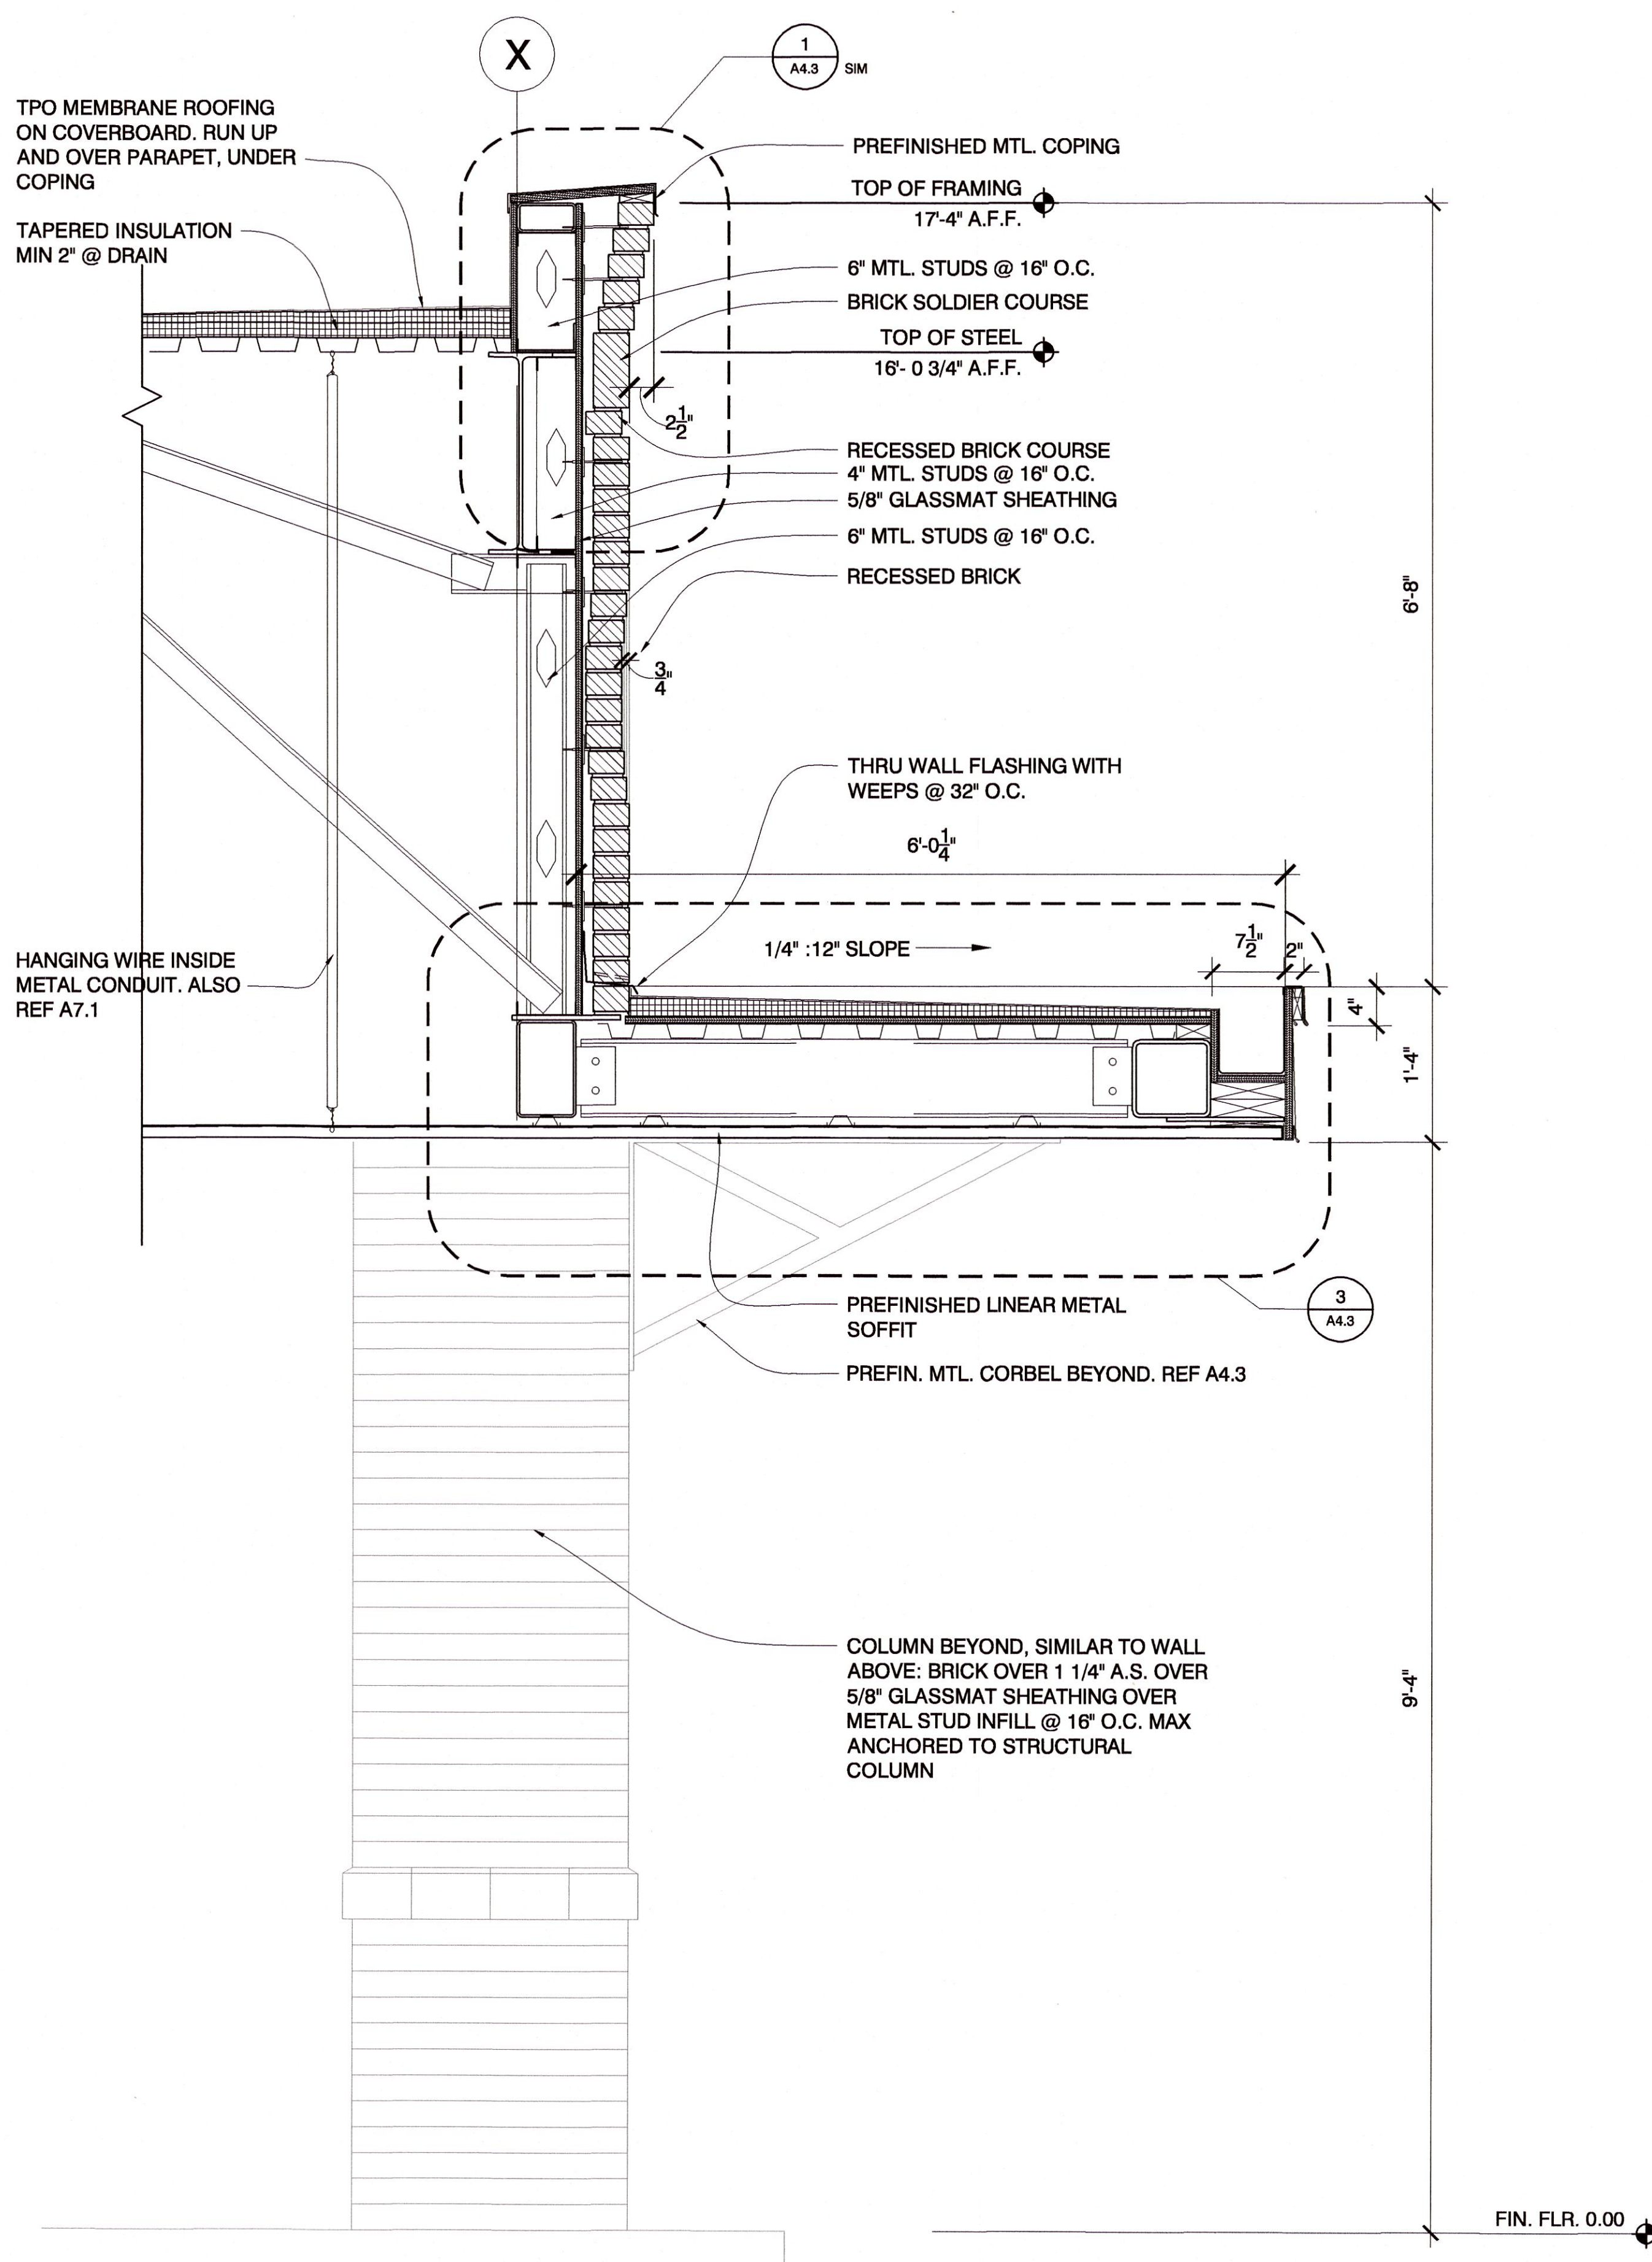 X
1
A4.3
SIM
TPO MEMBRANE ROOFING
ON COVERBOARD. RUN UP
AND OVER PARAPET, UNDER
COPING
TAPERED INSULATION
MIN 2" @ DRAIN
PREFINISHED MTL. COPING
TOP OF FRAMING
17'-4" A.F.F.
6" MTL. STUDS @ 16" O.C.
BRICK SOLDIER COURSE
TOP OF STEEL
16'- 0 3/4" A.F.F.
2 1/2"
RECESSED BRICK COURSE
4" MTL. STUDS @ 16" O.C.
5/8" GLASSMAT SHEATHING
6" MTL. STUDS @ 16" O.C.
RECESSED BRICK
6'-8"
3/4"
THRU WALL FLASHING WITH
WEEPS @ 32" O.C.
6'-0 1/4"
HANGING WIRE INSIDE
METAL CONDUIT. ALSO
REF A7.1
1/4" :12" SLOPE
7 1/2"
2"
4"
1'-4"
3
A4.3
PREFINISHED LINEAR METAL
SOFFIT
PREFIN. MTL. CORBEL BEYOND. REF A4.3
COLUMN BEYOND, SIMILAR TO WALL
ABOVE: BRICK OVER 1 1/4" A.S. OVER
5/8" GLASSMAT SHEATHING OVER
METAL STUD INFILL @ 16" O.C. MAX
ANCHORED TO STRUCTURAL
COLUMN
9'-4"
FIN. FLR. 0.00